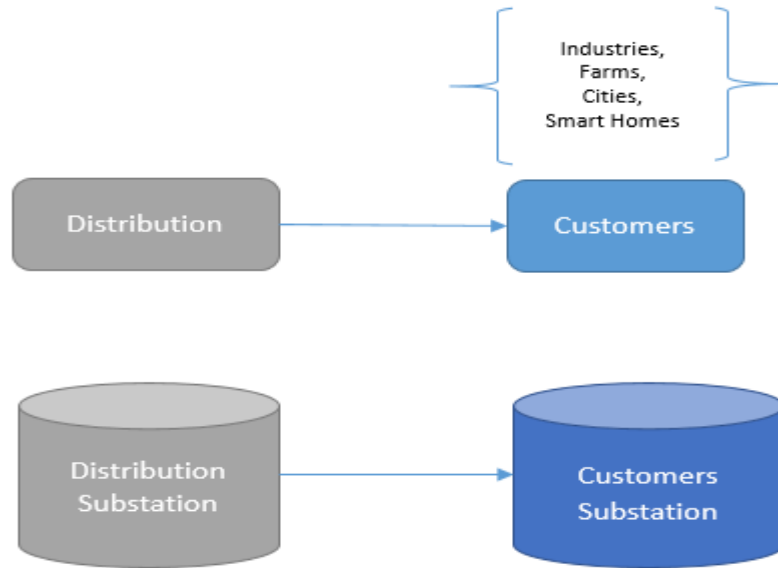 Industries,
Farms,
Cities,
Smart Homes
Distribution
Customers
Distribution
Substation
Customers
Substation